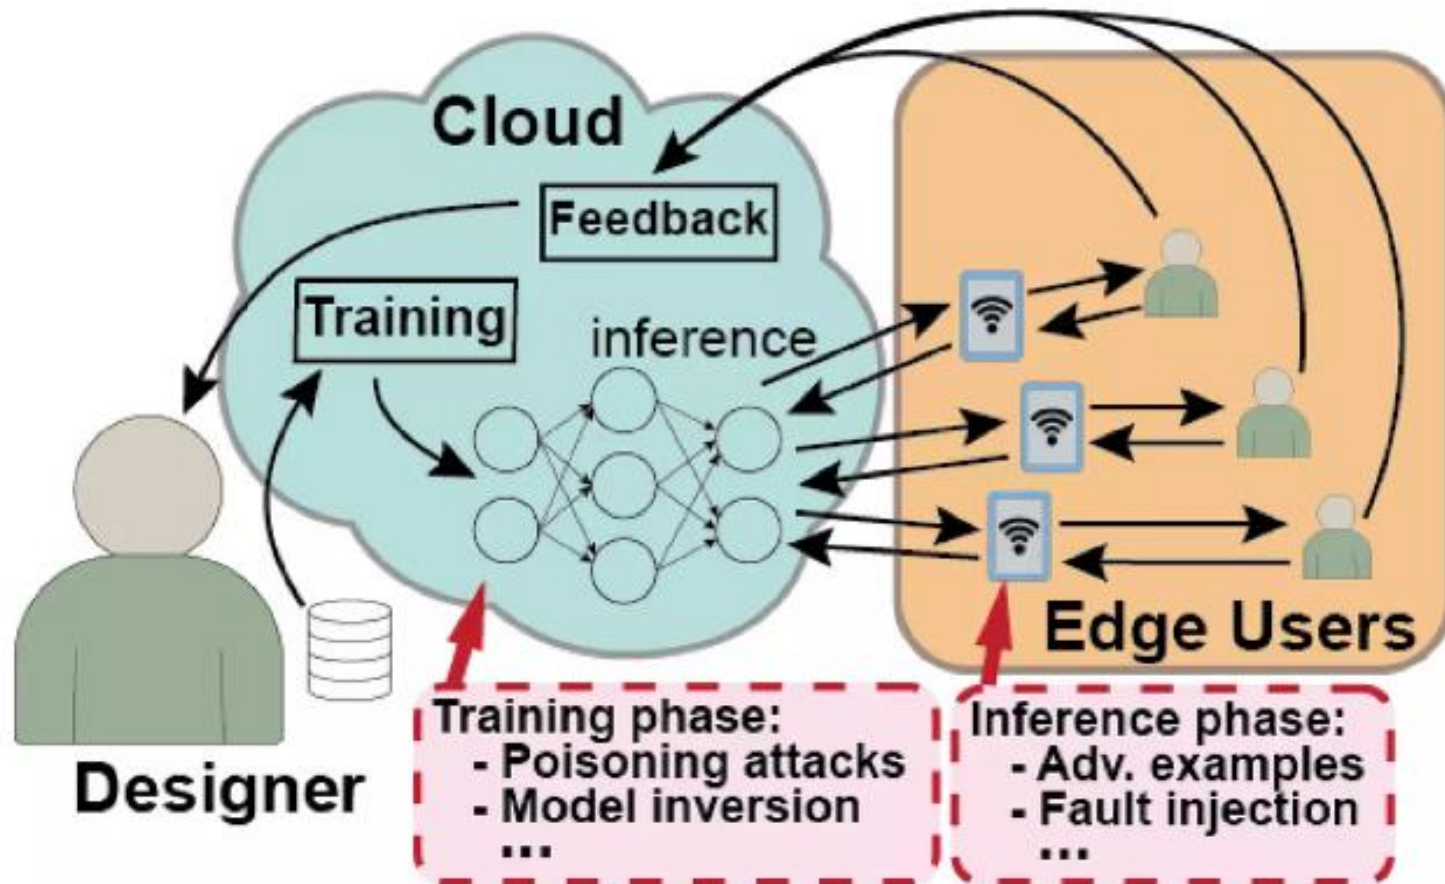 Cloud
Feedback
Training
inference
Edge Users
Designer
Training phase:
- Poisoning attacks
- Model inversion
...
Inference phase:
- Adv. examples
- Fault injection
...